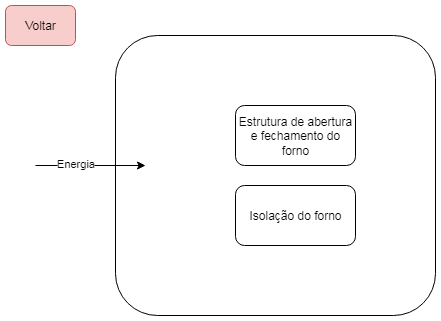 Voltar
Estrutura de abertura
e fechamento do
forno
Energia
Isolação do forno